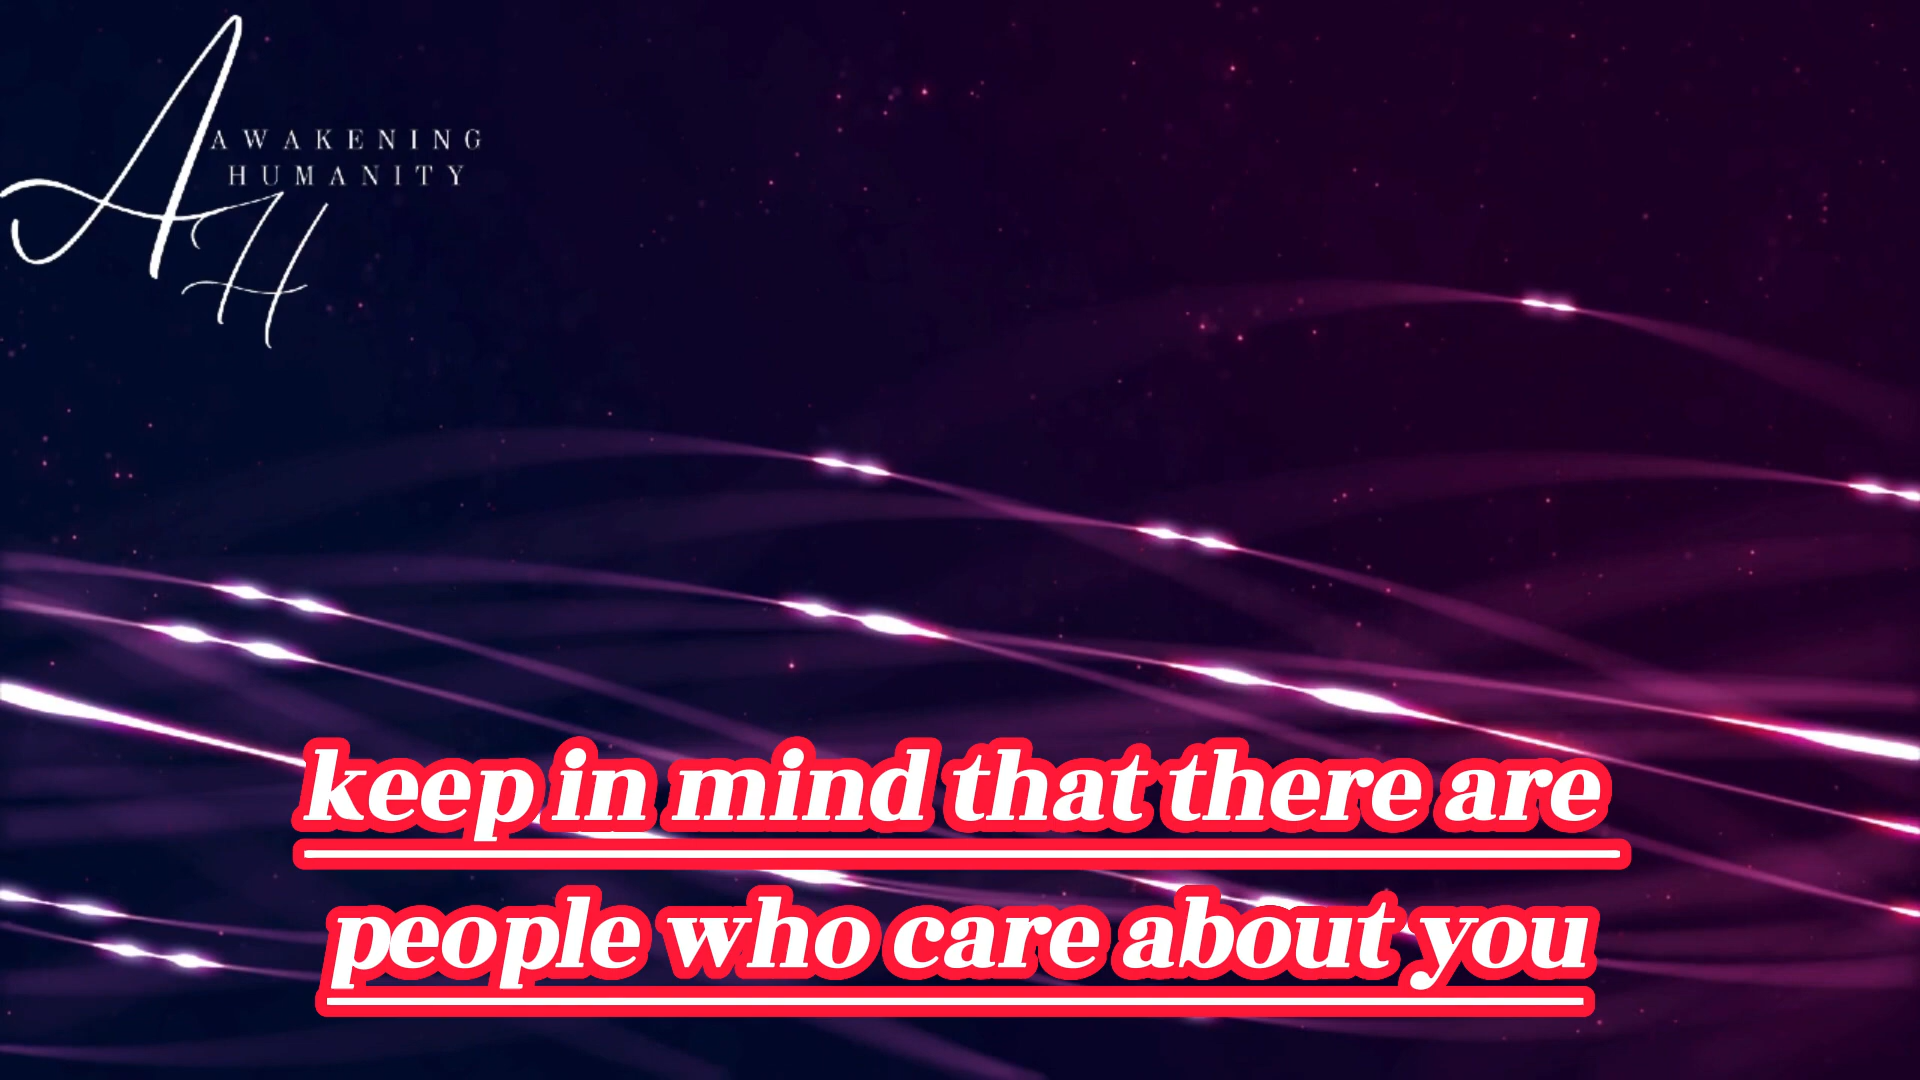 A
AWAKENING
HUMANITY
H
keep in mind that there are
people who care about you